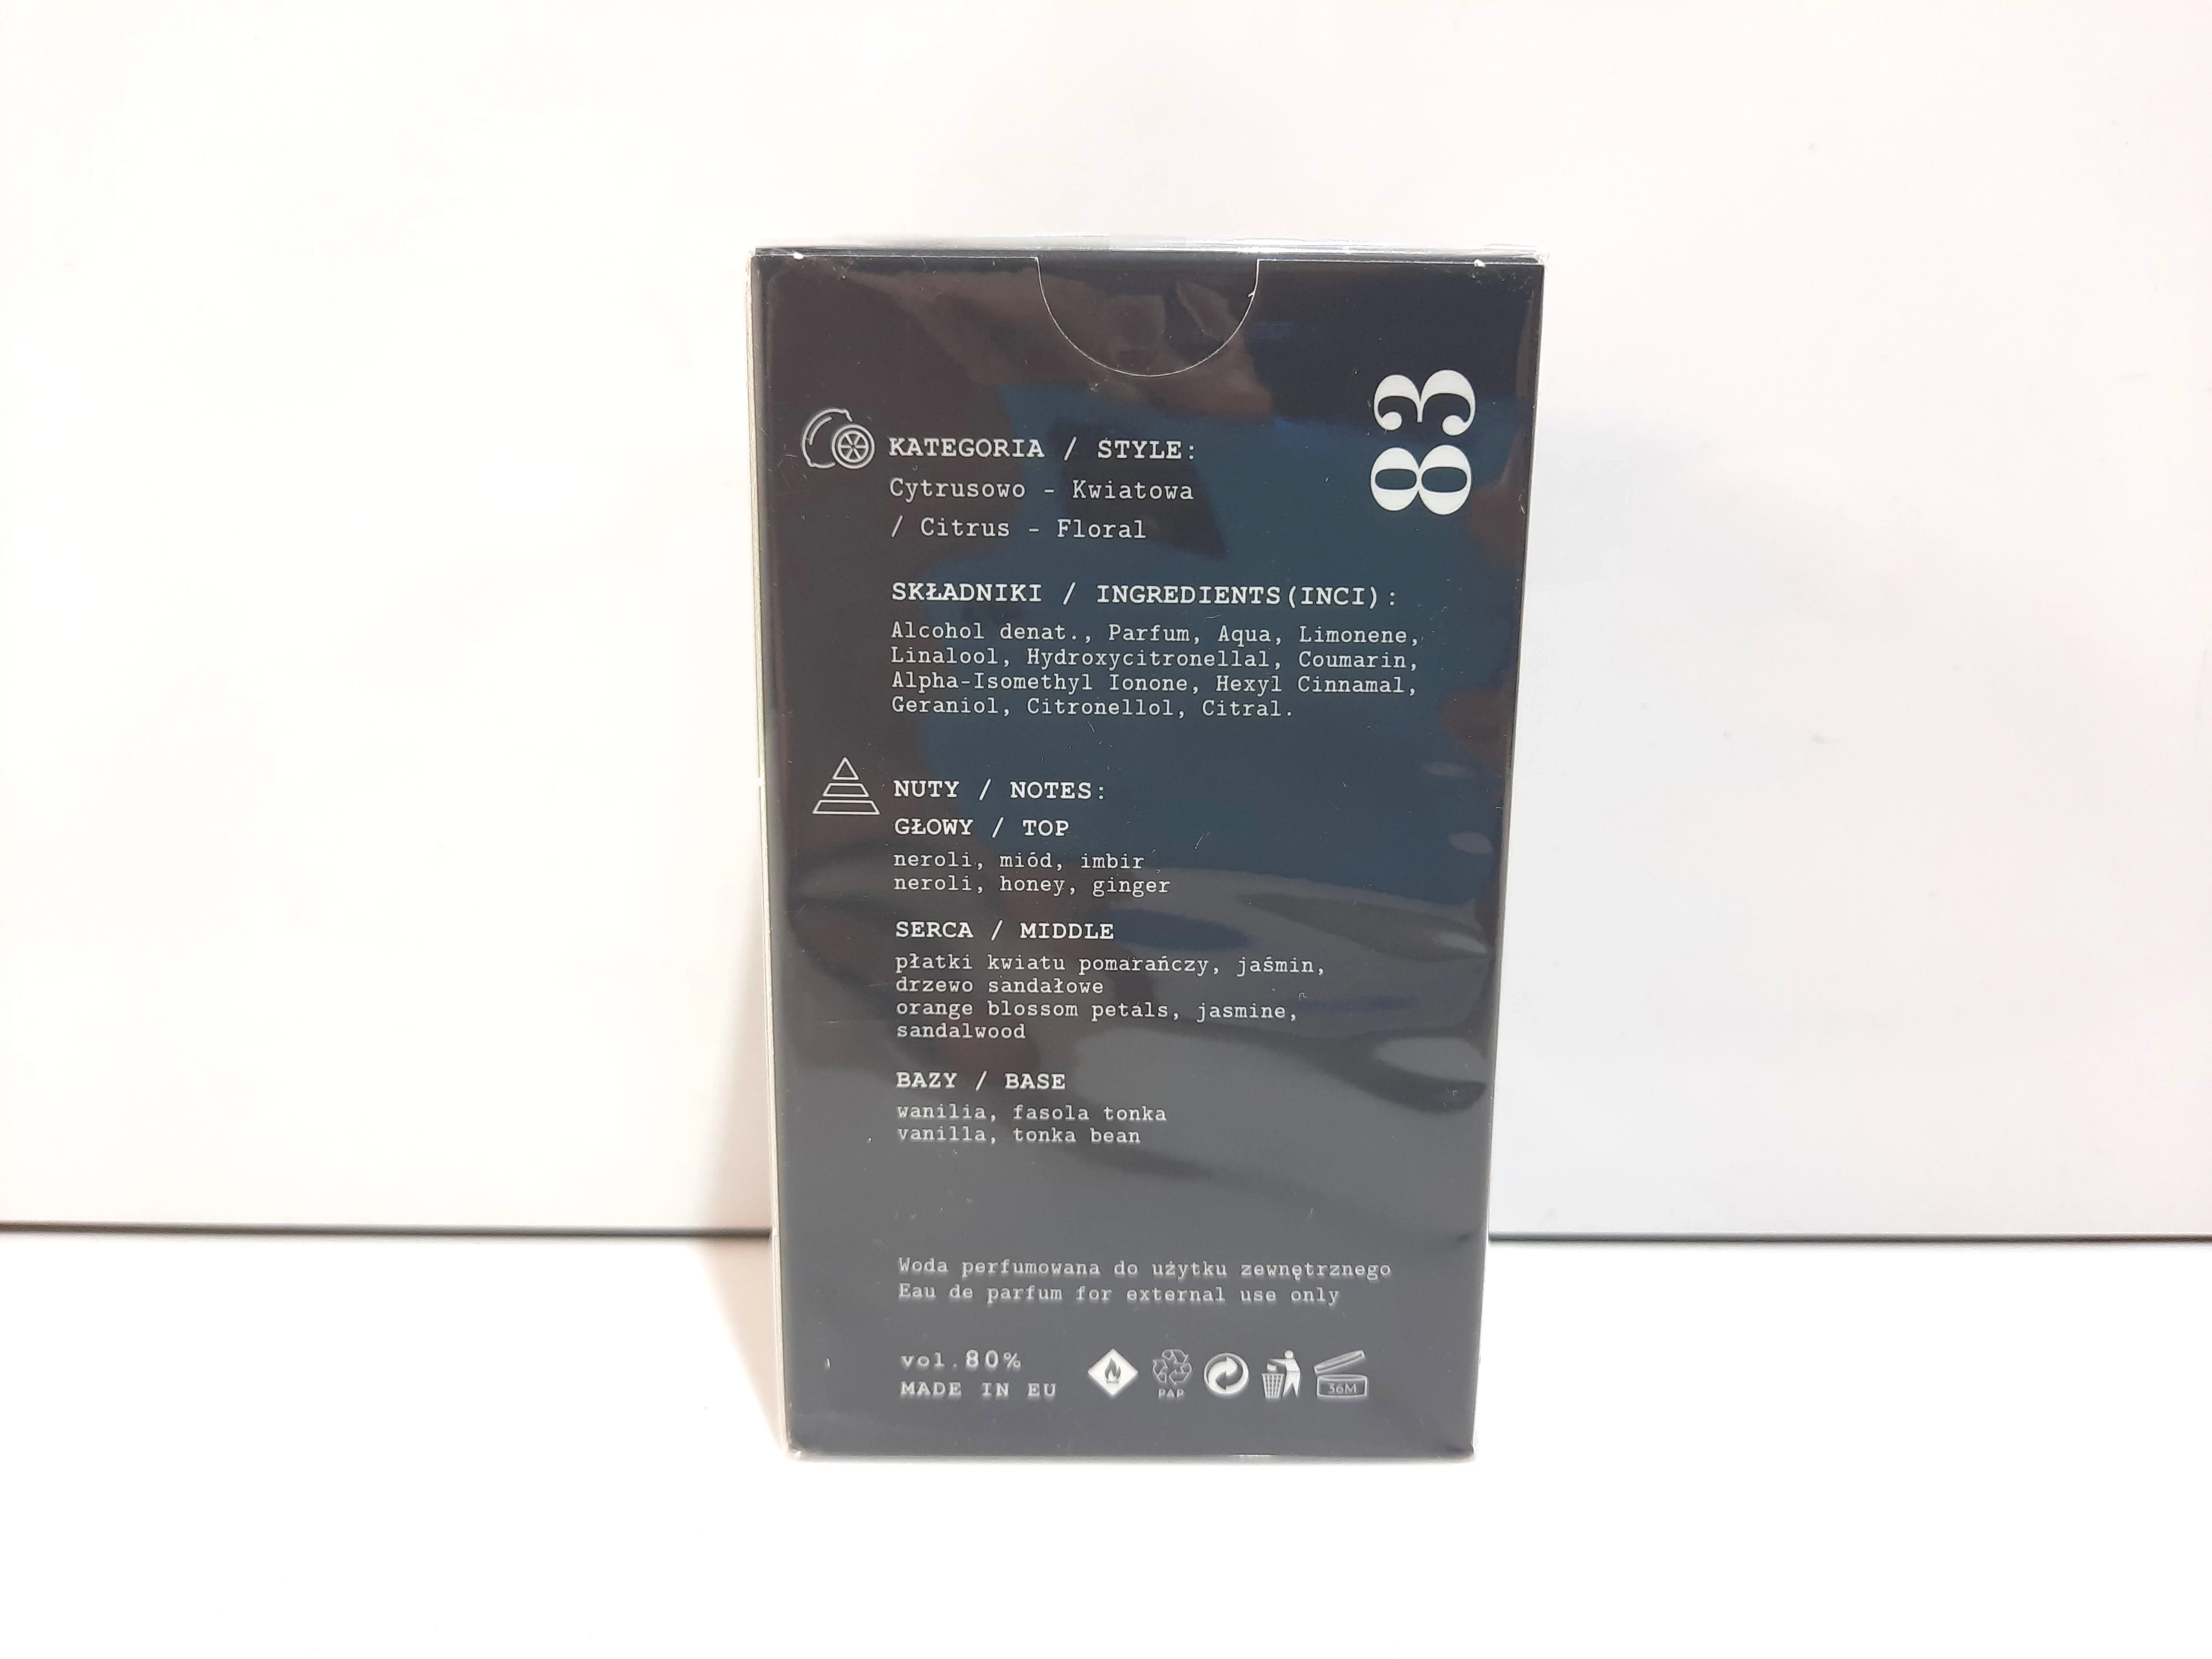 83
KATEGORIA / STYLE:
Cytrusowo - Kwiatowa
/ Citrus - Floral
SKŁADNIKI / INGREDIENTS(INCI):
Alcohol denat., Parfum, Aqua, Limonene,
Linalool, Hydroxycitronellal, Coumarin,
Alpha-Isomethyl Ionone, Hexyl Cinnamal,
Geraniol, Citronellol, Citral.
NUTY / NOTES:
GŁOWY / TOP
neroli, miód, imbir
neroli, honey, ginger
SERCA / MIDDLE
płatki kwiatu pomarańczy, jaśmin,
drzewo sandałowe
orange blossom petals, jasmine,
sandalwood
BAZY / BASE
wanilia, fasola tonka
vanilla, tonka bean
Woda perfumowana do użytku zewnętrznego
Eau de parfum for external use only
vol.80%
MADE IN EU
PAP
36M